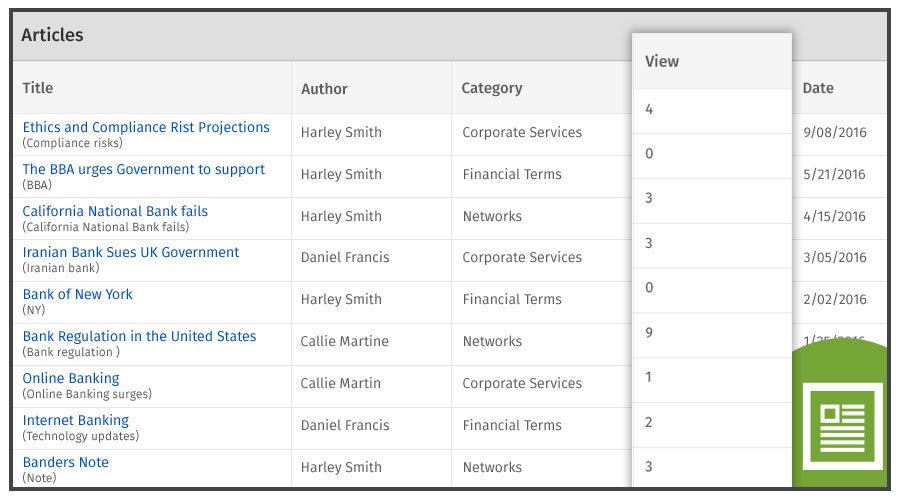 Articles
Title Author Category View Date
Ethics and Compliance Rist Projections Harley Smith Corporate Services 4 9/08/2016
(Compliance risks)
The BBA urges Government to support Harley Smith Financial Terms 0 5/21/2016
(BBA)
California National Bank fails Harley Smith Networks 3 4/15/2016
(California National Bank fails)
Iranian Bank Sues UK Government Daniel Francis Corporate Services 3 3/05/2016
(Iranian bank)
Bank of New York Harley Smith Financial Terms 0 2/02/2016
(NY)
Bank Regulation in the United States Callie Martine Networks 9
(Bank regulation )
Online Banking Callie Martin Corporate Services 1
(Online Banking surges)
Internet Banking Daniel Francis Financial Terms 2
(Technology updates)
Banders Note Harley Smith Networks 3
(Note)